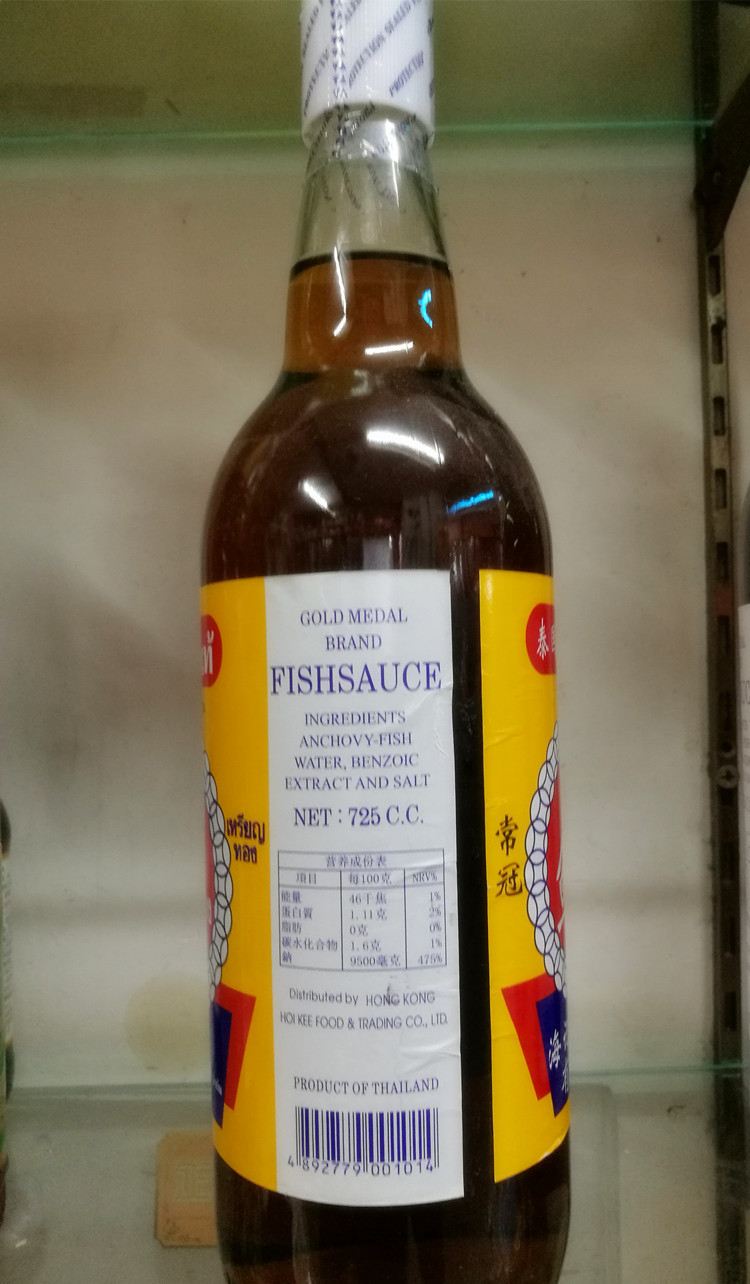 GOLD MEDAL
BRAND
FISHSAUCE
INGREDIENTS
ANCHOVY-FISH
WATER, BENZOIC
EXTRACT AND SALT
NET : 725 C.C.
营养成份表
項目 每100克 NRV%
能量 46千焦 1%
蛋白質 1.11克 2%
脂肪 0克 0%
碳水化合物 1.6克 1%
鈉 9500毫克 475%
Distributed by HONG KONG
HOI KEE FOOD & TRADING CO., LTD.
PRODUCT OF THAILAND
4 892779 001014
เหรียญ
ทอง
泰國
常冠
PROTECTION SEALED